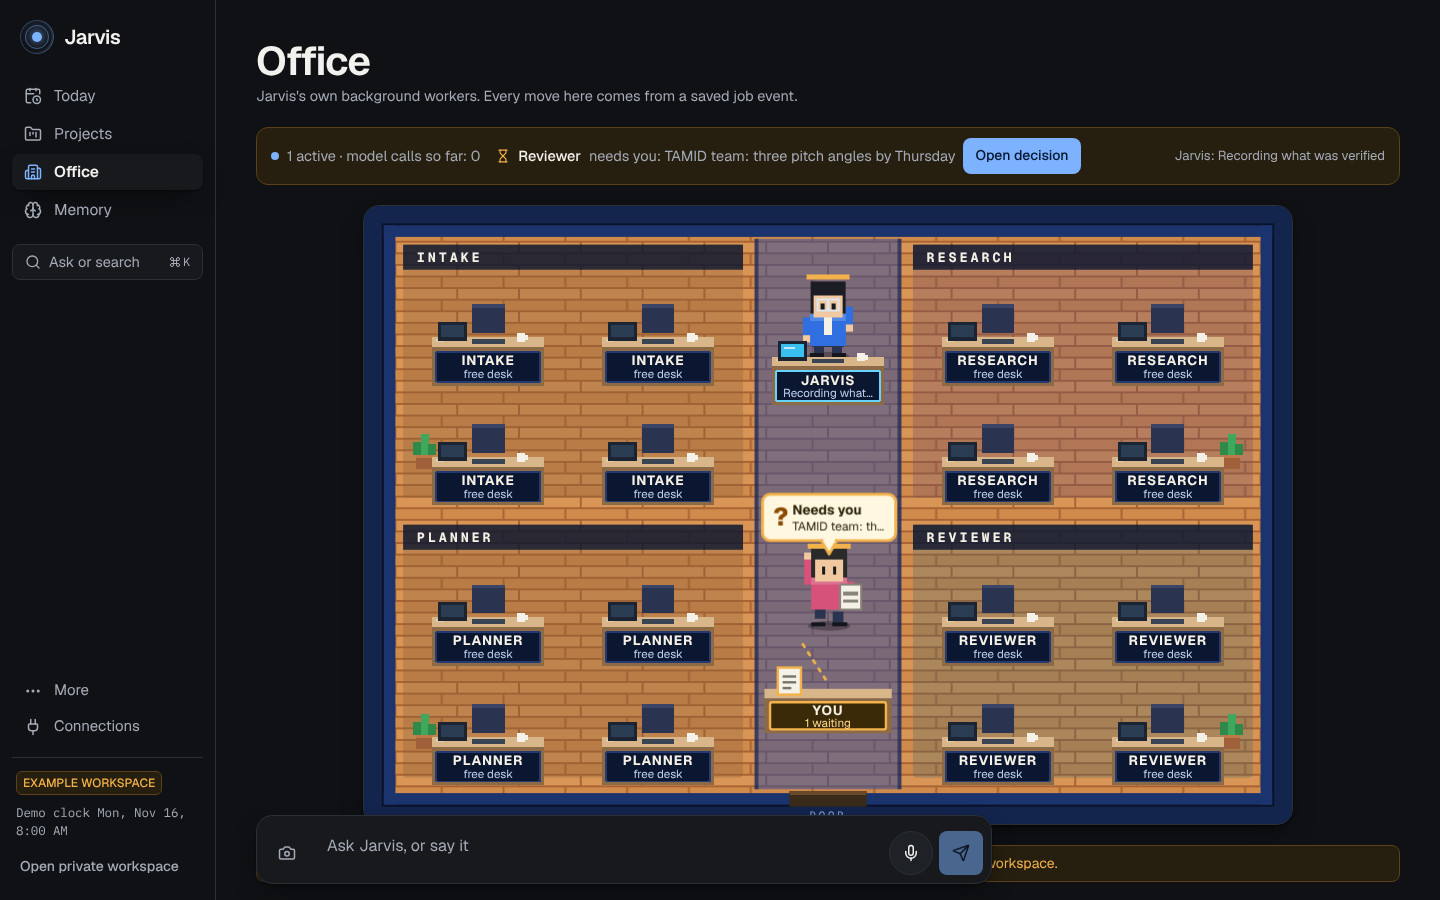 Jarvis
Today
Projects
Office
Memory
Ask or search ⌘K
More
Connections
EXAMPLE WORKSPACE
Demo clock Mon, Nov 16,
8:00 AM
Open private workspace
Office
Jarvis's own background workers. Every move here comes from a saved job event.
1 active · model calls so far: 0 Reviewer needs you: TAMID team: three pitch angles by Thursday Open decision Jarvis: Recording what was verified
INTAKE
INTAKE
free desk
INTAKE
free desk
INTAKE
free desk
INTAKE
free desk
JARVIS
Recording what…
RESEARCH
RESEARCH
free desk
RESEARCH
free desk
RESEARCH
free desk
RESEARCH
free desk
? Needs you
TAMID team: th…
PLANNER
PLANNER
free desk
PLANNER
free desk
PLANNER
free desk
PLANNER
free desk
YOU
1 waiting
REVIEWER
REVIEWER
free desk
REVIEWER
free desk
REVIEWER
free desk
REVIEWER
free desk
Ask Jarvis, or say it
workspace.